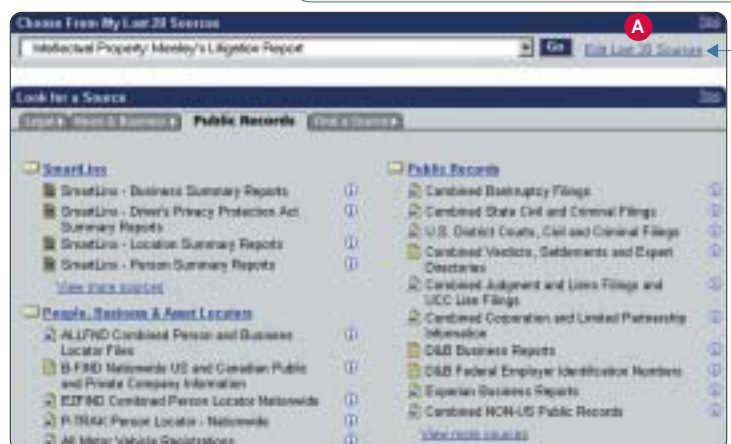 Choose From My Last 20 Sources
A
Intellectual Property: Mealey's Litigation Report
Go
Edit Last 20 Sources
Look for a Source
Legal
News & Business
Public Records
Find a Source
SmartLinx
SmartLinx - Business Summary Reports
SmartLinx - Driver's Privacy Protection Act
Summary Reports
SmartLinx - Location Summary Reports
SmartLinx - Person Summary Reports
View more sources
People, Business & Asset Locators
ALLFND Combined Person and Business
Locator Files
B-FIND Nationwide US and Canadian Public
and Private Company Information
EZFIND Combined Person Locator Nationwide
P-TRAK Person Locator - Nationwide
All Motor Vehicle Registrations
Public Records
Combined Bankruptcy Filings
Combined State Civil and Criminal Filings
U.S. District Courts, Civil and Criminal Filings
Combined Verdicts, Settlements and Expert
Directories
Combined Judgment and Liens Filings and
UCC Lien Filings
Combined Corporation and Limited Partnership
Information
D&B Business Reports
D&B Federal Employer Identification Numbers
Experian Business Reports
Combined NON-US Public Records
View more sources